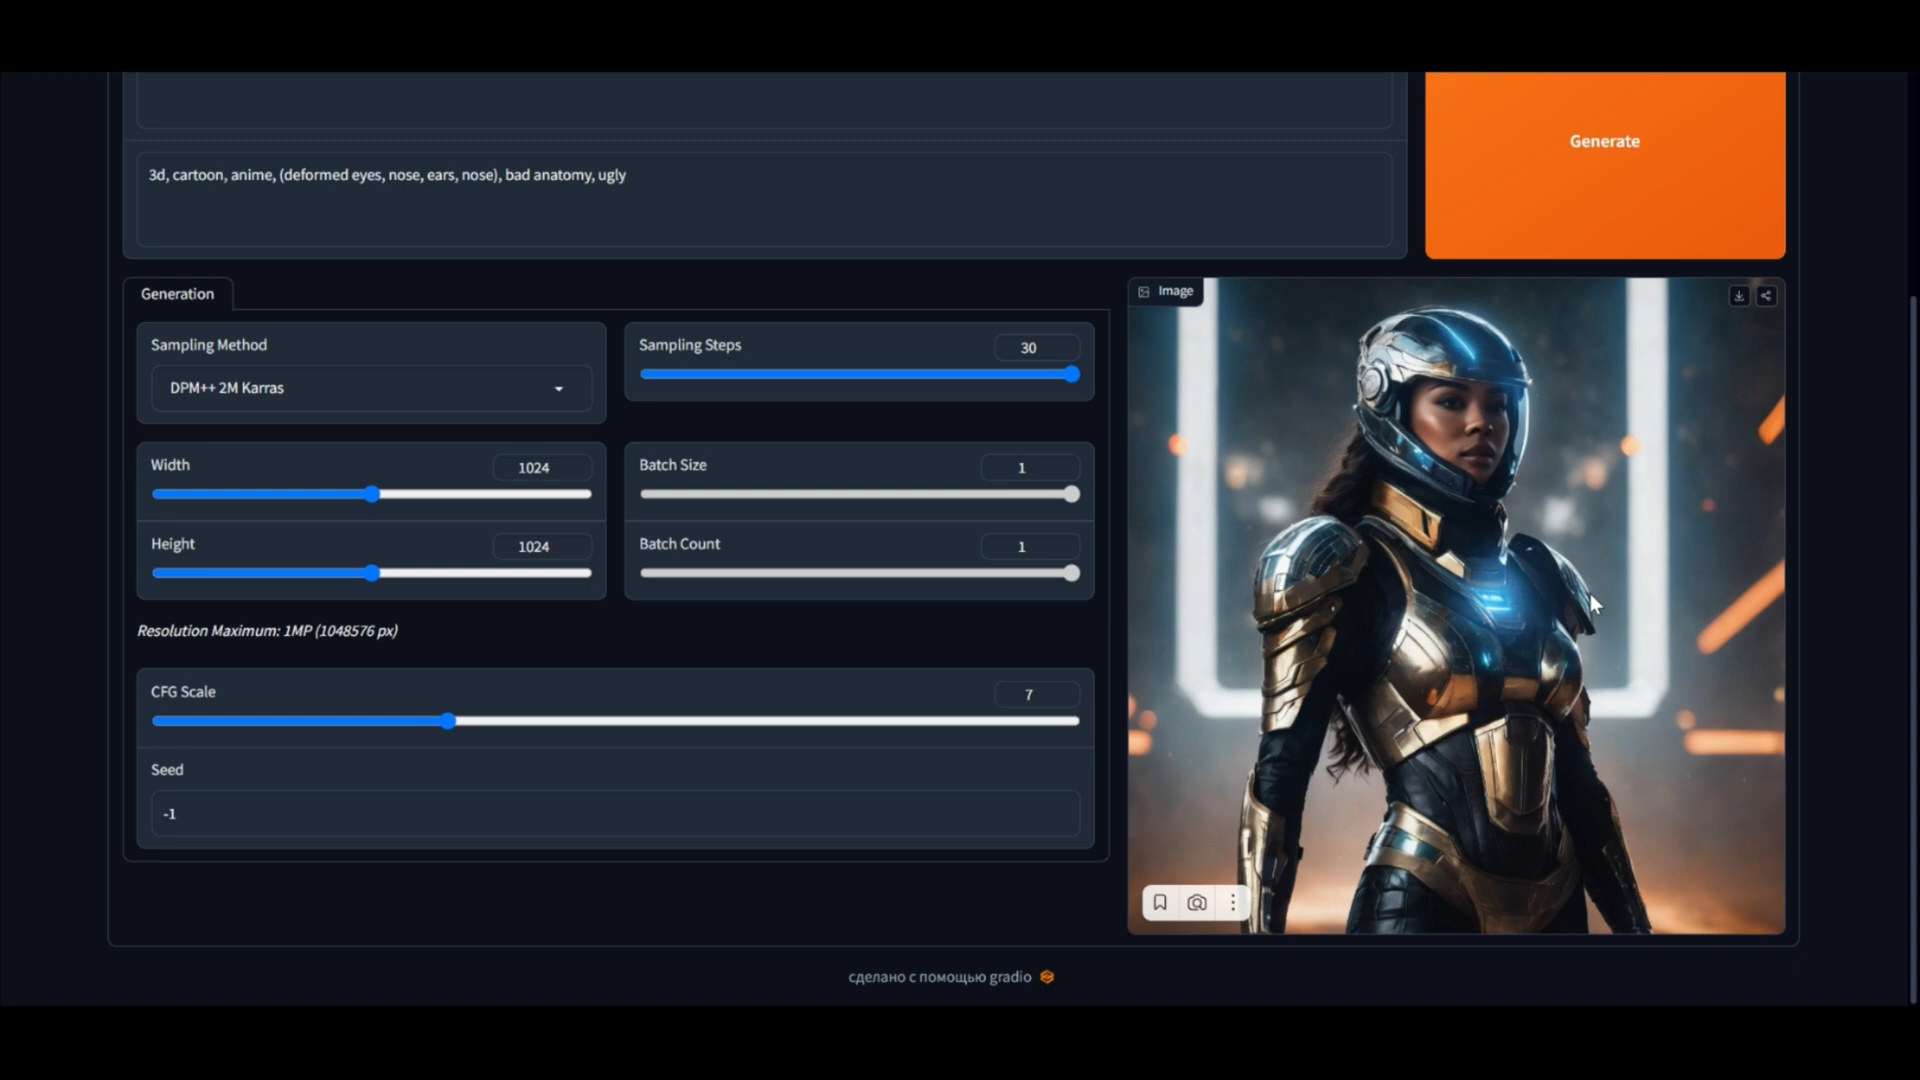 Generate
3d, cartoon, anime, (deformed eyes, nose, ears, nose), bad anatomy, ugly
Generation
Image
Sampling Method
DPM++ 2M Karras
Sampling Steps
30
Width
1024
Batch Size
1
Height
1024
Batch Count
1
Resolution Maximum: 1MP (1048576 px)
CFG Scale
7
Seed
-1
сделано с помощью gradio